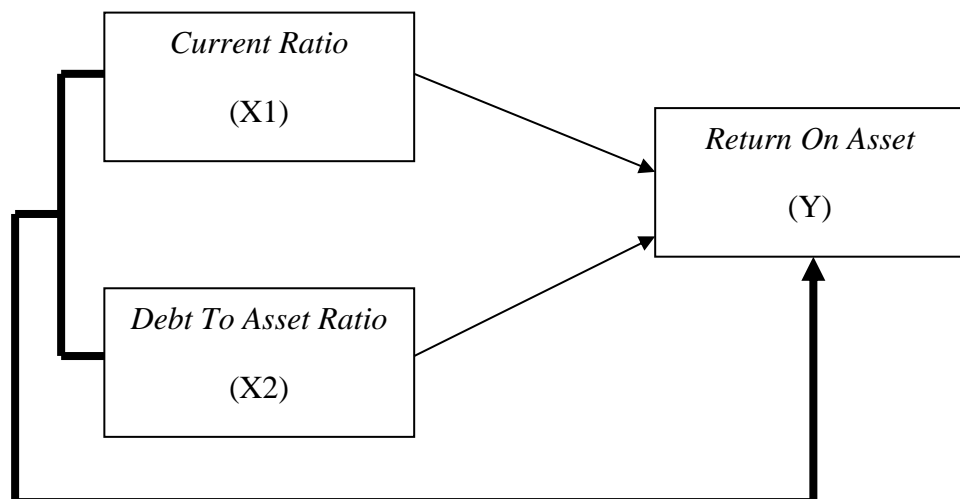 Current Ratio
(X1)
Return On Asset
(Y)
Debt To Asset Ratio
(X2)